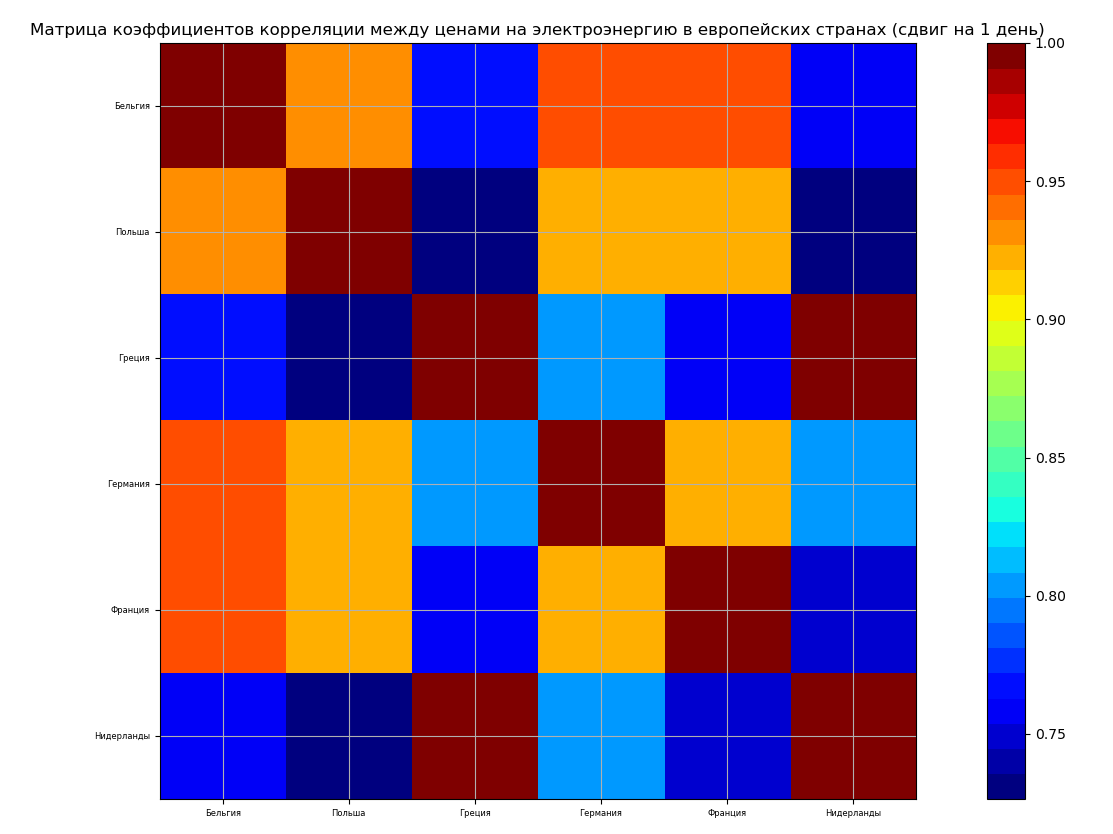 Матрица коэффициентов корреляции между ценами на электроэнергию в европейских странах (сдвиг на 1 день)
1.00
Бельгия
0.95
Польша
0.90
Греция
0.85
Германия
0.80
Франция
0.75
Нидерланды
Бельгия Польша Греция Германия Франция Нидерланды